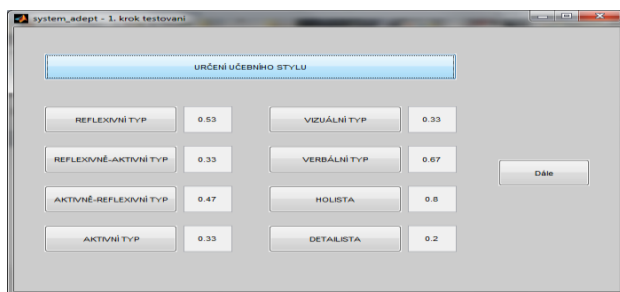 system_adept - 1. krok testovani
URČENÍ UČEBNÍHO STYLU
REFLEXIVNÍ TYP 0.53 VIZUÁLNÍ TYP 0.33
REFLEXIVNĚ-AKTIVNÍ TYP 0.33 VERBÁLNÍ TYP 0.67
Dále
AKTIVNĚ-REFLEXIVNÍ TYP 0.47 HOLISTA 0.8
AKTIVNÍ TYP 0.33 DETAILISTA 0.2